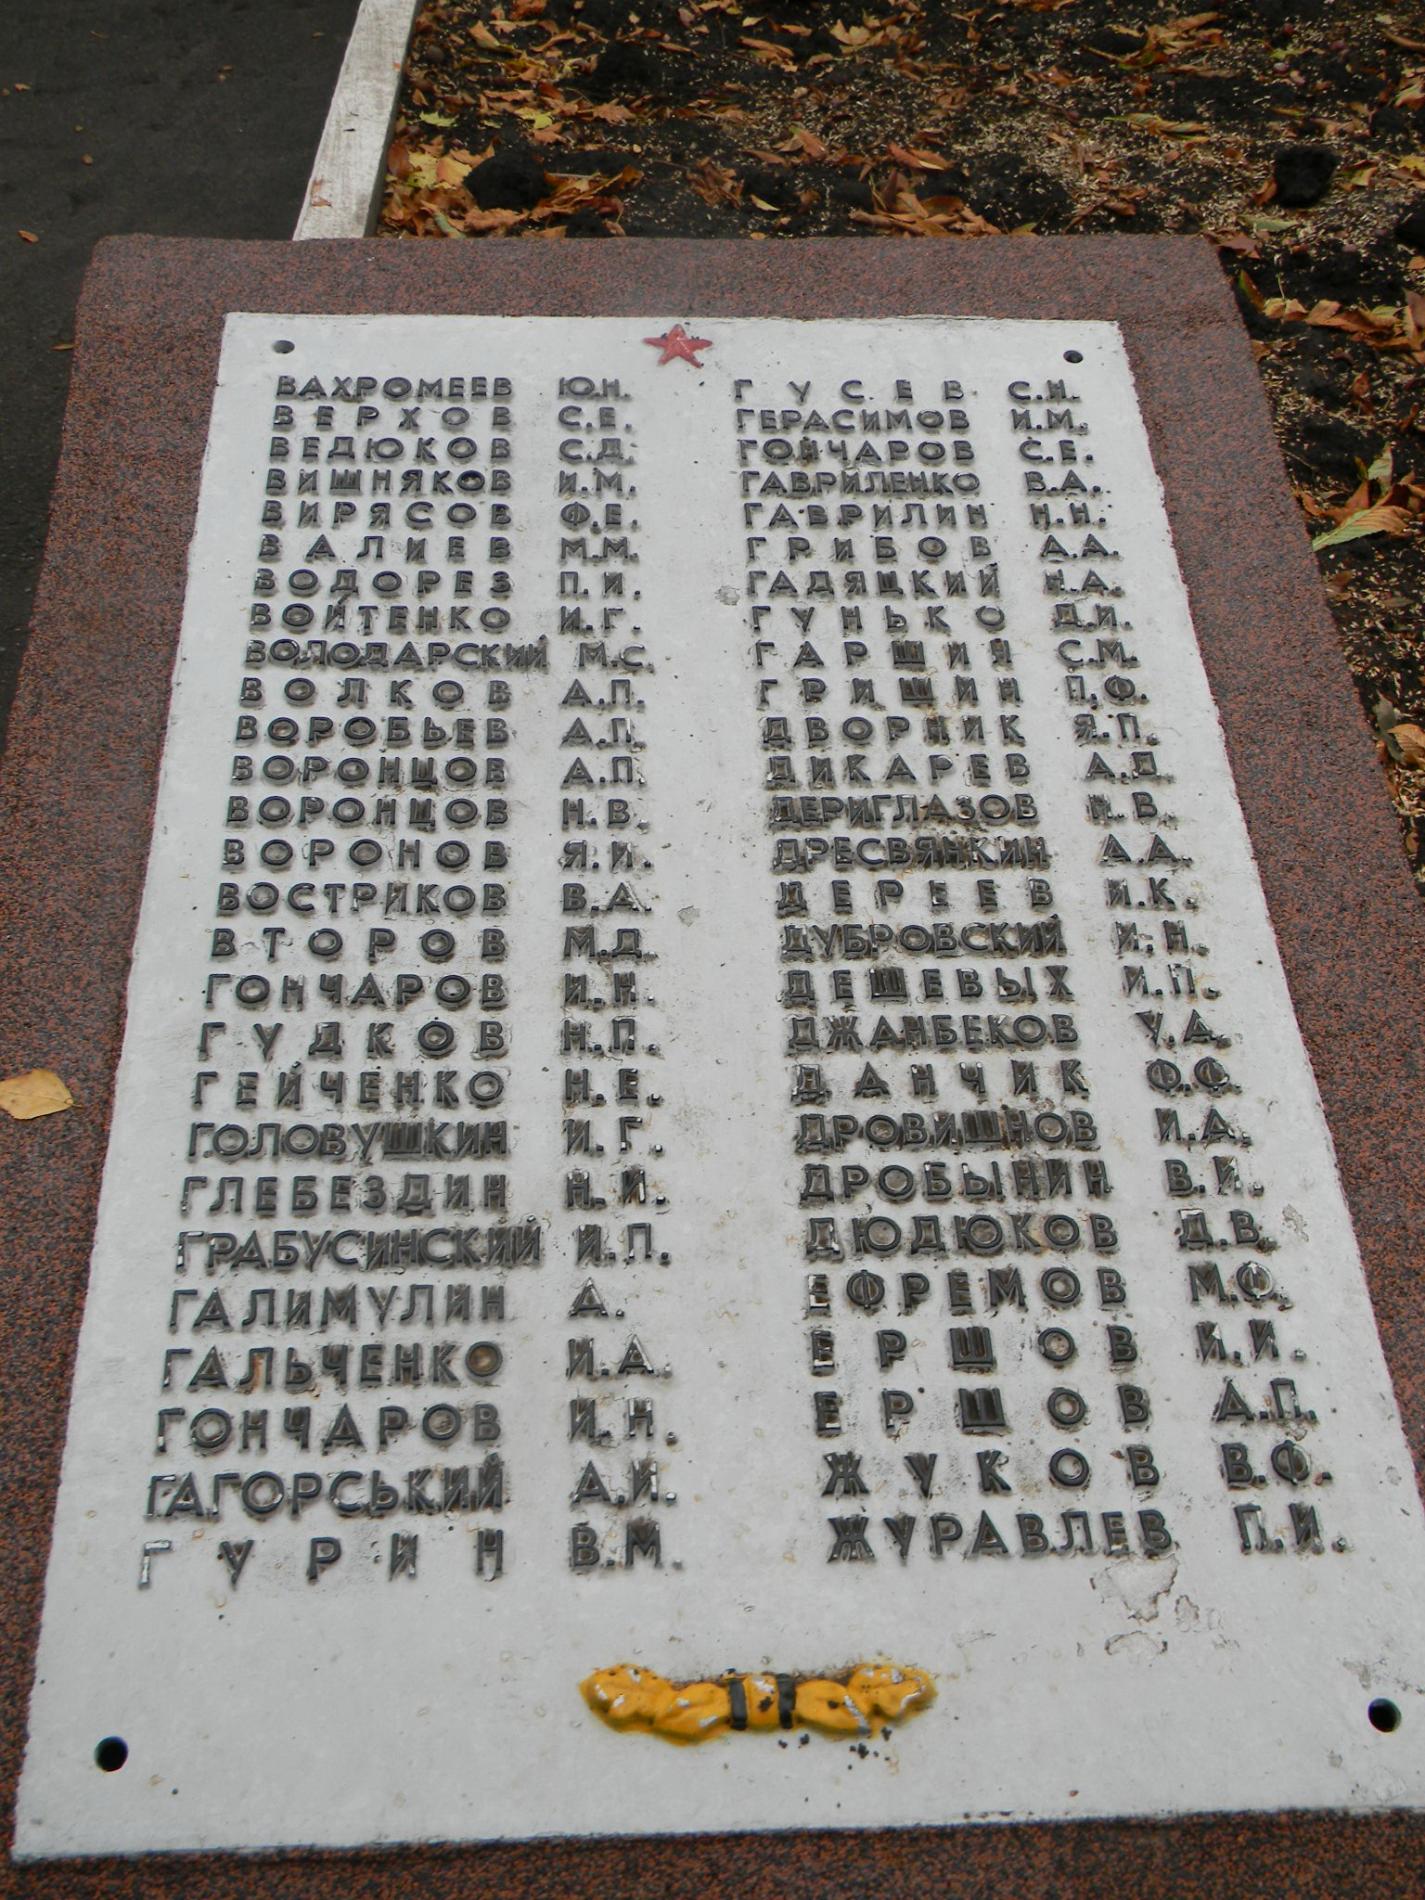 ВАХРОМЕЕВ Ю.Н.
ВЕРХОВ С.Е.
ВЕДЮКОВ С.Д.
ВИШНЯКОВ И.М.
ВИРЯСОВ Ф.Е.
ВАЛИЕВ М.М.
ВОДОРЕЗ П.И.
ВОЙТЕНКО И.Г.
ВОЛОДАРСКИЙ М.С.
ВОЛКОВ А.П.
ВОРОБЬЕВ А.П.
ВОРОНЦОВ А.П.
ВОРОНЦОВ Н.В.
ВОРОНОВ Я.И.
ВОСТРИКОВ В.А.
ВТОРОВ М.Д.
ГОНЧАРОВ И.Н.
ГУДКОВ Н.П.
ГЕЙЧЕНКО Н.Е.
ГОЛОВУШКИН И.Г.
ГЛЕБЕЗДИН Н.И.
ГРАБУСИНСКИЙ И.П.
ГАЛИМУЛИН А.
ГАЛЬЧЕНКО И.А.
ГОНЧАРОВ И.Н.
ГАГОРСЬКИЙ А.И.
ГУРИН В.М.
ГУСЕВ С.Н.
ГЕРАСИМОВ И.М.
ГОНЧАРОВ С.Е.
ГАВРИЛЕНКО В.А.
ГАВРИЛИН Н.Н.
ГРИБОВ А.А.
ГАДЯЦКИЙ Н.А.
ГУНЬКО Д.И.
ГАРШИН С.М.
ГРИШИН П.Ф.
ДВОРНИК Я.П.
ДИКАРЕВ А.Д.
ДЕРИГЛАЗОВ Н.В.
ДРЕСВЯНКИН А.А.
ДЕРЕЕВ И.К.
ДУБРОВСКИЙ И.Н.
ДЕШЕВЫХ И.П.
ДЖАНБЕКОВ У.А.
ДАНЧИК Ф.Ф.
ДРОВИШНОВ И.А.
ДРОБЫНИН В.И.
ДЮДЮКОВ Д.В.
ЕФРЕМОВ М.Ф.
ЕРШОВ И.И.
ЕРШОВ А.П.
ЖУКОВ В.Ф.
ЖУРАВЛЕВ П.И.